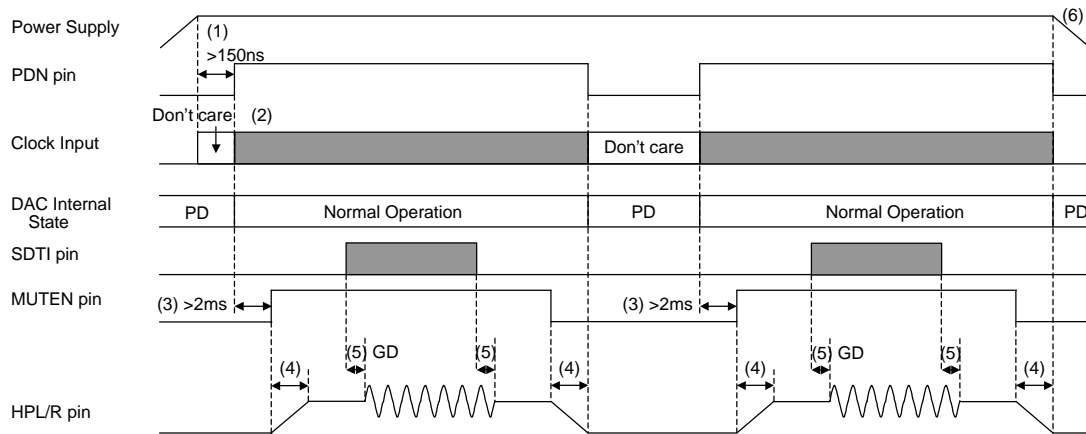 Power Supply (1) (6)
>150ns
PDN pin
Don't care (2)
Clock Input Don't care
DAC Internal
State
PD Normal Operation PD Normal Operation PD
SDTI pin
MUTEN pin (3) >2ms (3) >2ms
(4) (5) GD (5) (4) (4) (5) GD (5) (4)
HPL/R pin